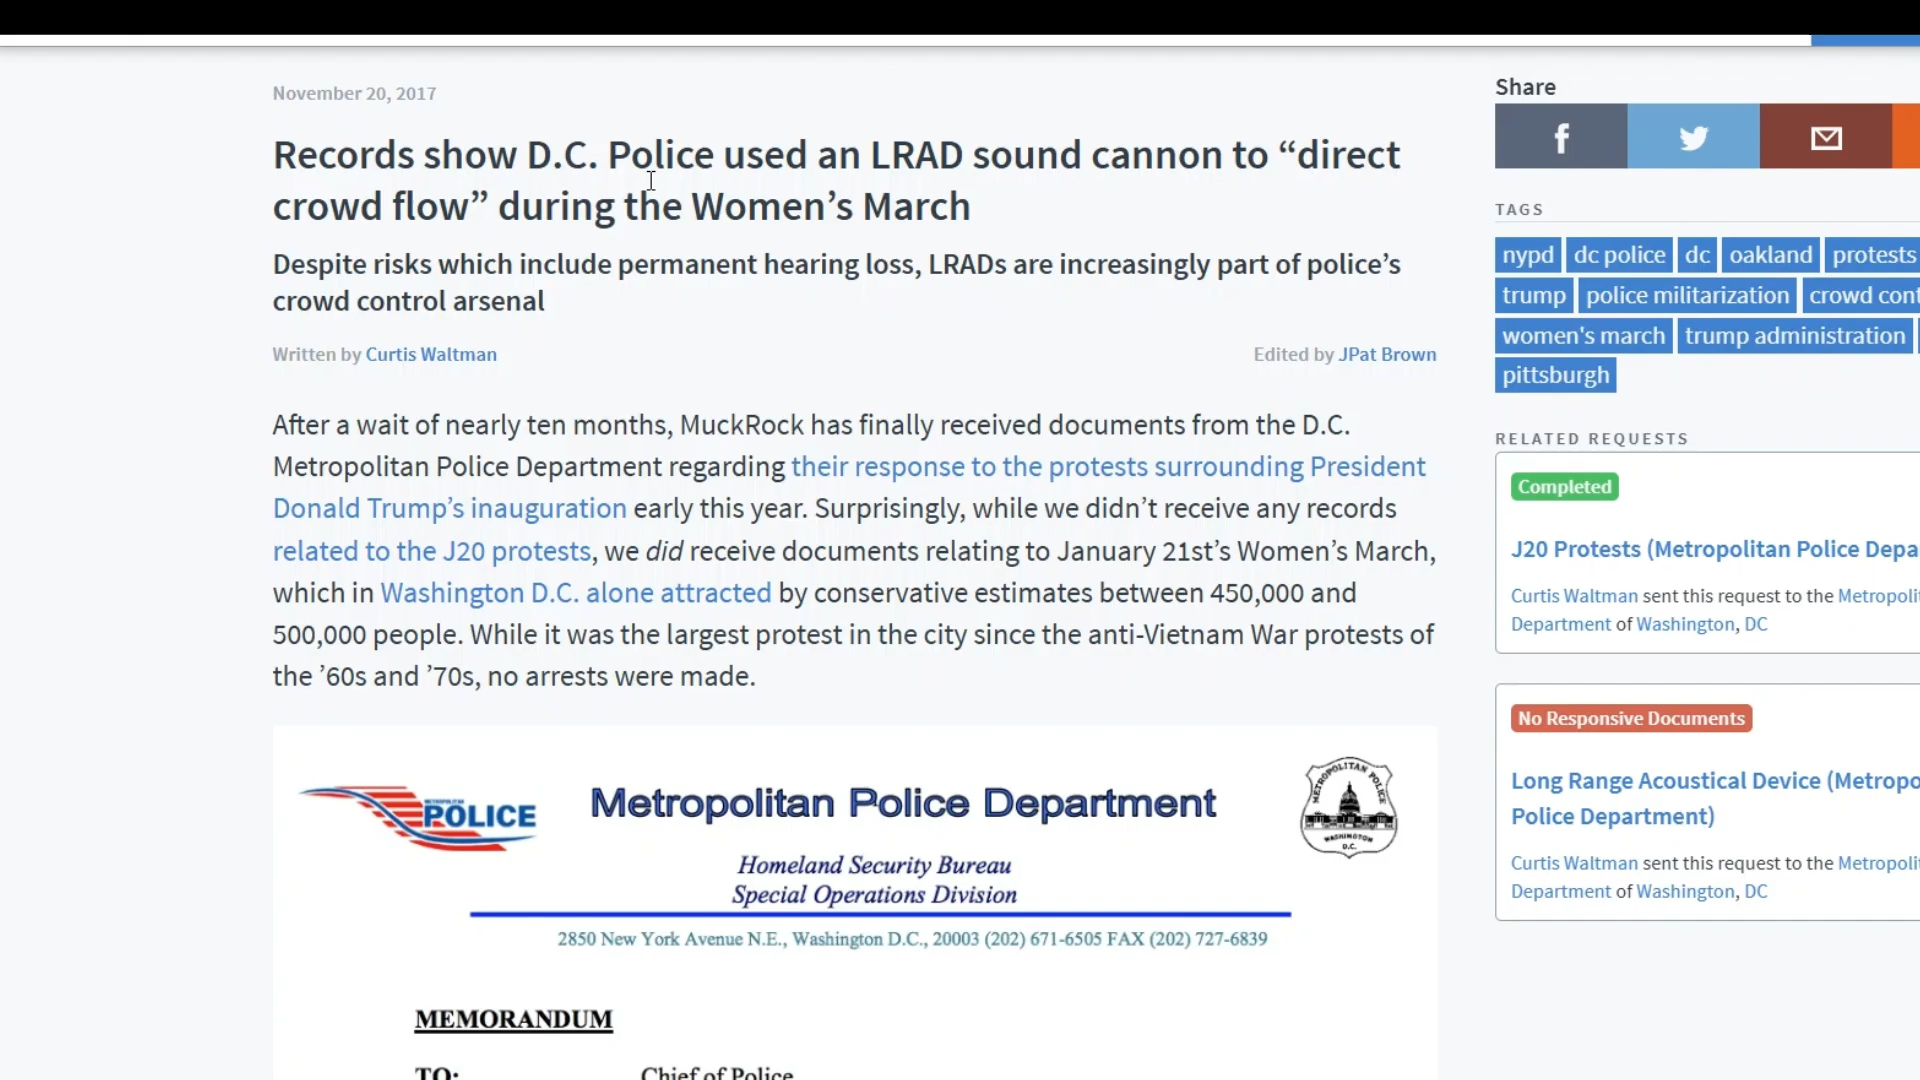 November 20, 2017
Records show D.C. Police used an LRAD sound cannon to “direct
crowd flow” during the Women’s March
Despite risks which include permanent hearing loss, LRADs are increasingly part of police’s
crowd control arsenal
Written by Curtis Waltman
Edited by JPat Brown
After a wait of nearly ten months, MuckRock has finally received documents from the D.C.
Metropolitan Police Department regarding their response to the protests surrounding President
Donald Trump’s inauguration early this year. Surprisingly, while we didn’t receive any records
related to the J20 protests, we did receive documents relating to January 21st’s Women’s March,
which in Washington D.C. alone attracted by conservative estimates between 450,000 and
500,000 people. While it was the largest protest in the city since the anti-Vietnam War protests of
the ’60s and ’70s, no arrests were made.
METROPOLITAN
POLICE
Metropolitan Police Department
METROPOLITAN POLICE
WASHINGTON
D.C.
Homeland Security Bureau
Special Operations Division
2850 New York Avenue N.E., Washington D.C., 20003 (202) 671-6505 FAX (202) 727-6839
MEMORANDUM
TO: Chief of Police
Share
TAGS
nypd dc police dc oakland protests
trump police militarization crowd cont
women's march trump administration
pittsburgh
RELATED REQUESTS
Completed
J20 Protests (Metropolitan Police Depa
Curtis Waltman sent this request to the Metropolit
Department of Washington, DC
No Responsive Documents
Long Range Acoustical Device (Metropo
Police Department)
Curtis Waltman sent this request to the Metropolit
Department of Washington, DC